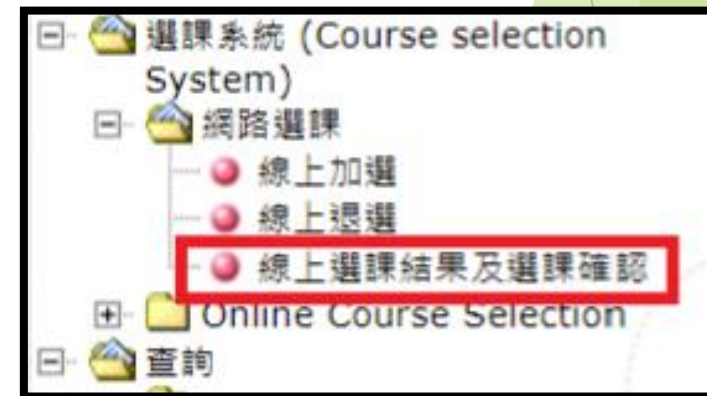 選課系統 (Course selection
System)
網路選課
線上加選
線上退選
線上選課結果及選課確認
Online Course Selection
查詢